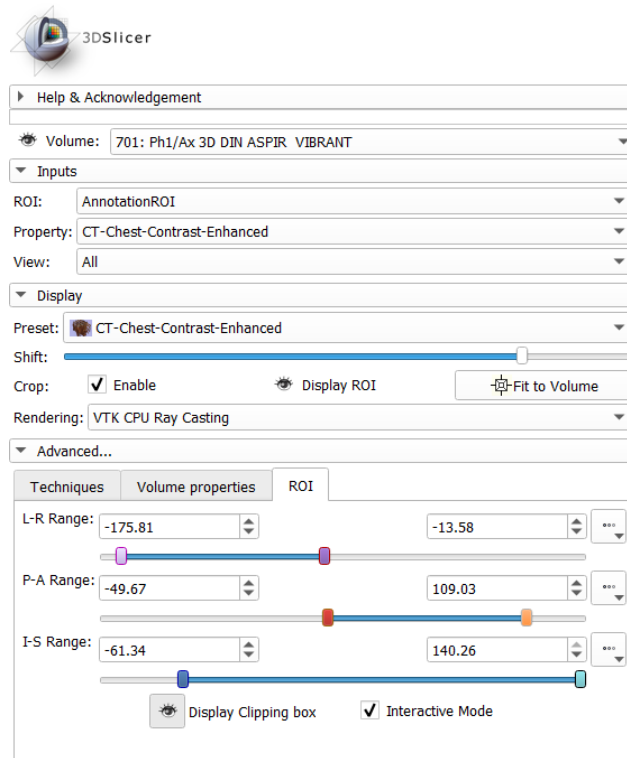 3DSlicer
Help & Acknowledgement
Volume: 701: Ph1/Ax 3D DIN ASPIR  VIBRANT
Inputs
ROI: AnnotationROI
Property: CT-Chest-Contrast-Enhanced
View: All
Display
Preset: CT-Chest-Contrast-Enhanced
Shift:
Crop: Enable Display ROI Fit to Volume
Rendering: VTK CPU Ray Casting
Advanced...
Techniques Volume properties ROI
L-R Range: -175.81 -13.58
P-A Range: -49.67 109.03
I-S Range: -61.34 140.26
Display Clipping box Interactive Mode